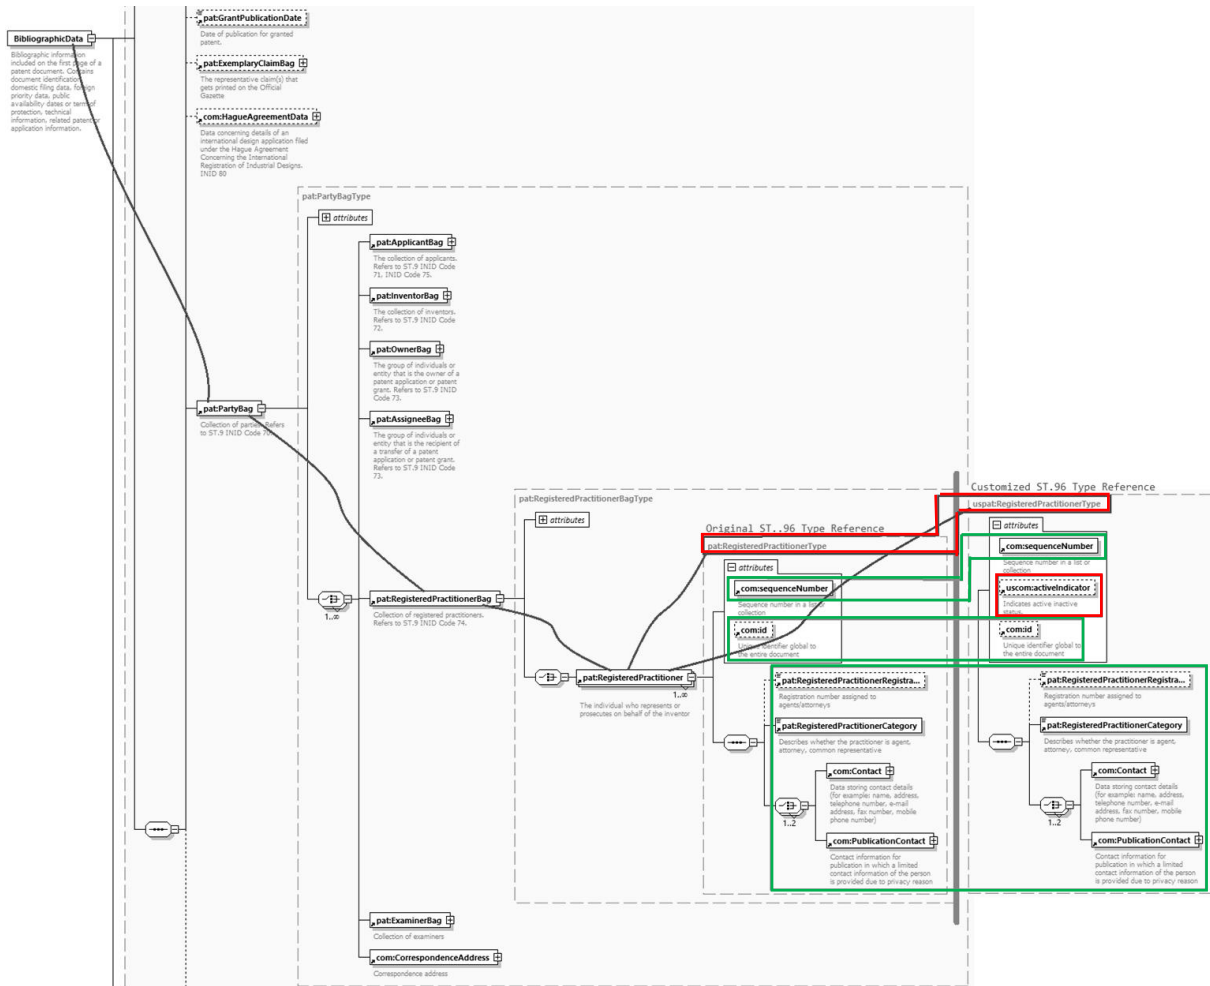 pat:GrantPublicationDate
Date of publication for granted
patent.
BibliographicData
Bibliographic information
included on the first page of a
patent document. Contains
document identification,
domestic filing data, foreign
priority data, public
availability dates or term of
protection, technical
information, related patent or
application information.
pat:ExemplaryClaimBag
The representative claim(s) that
gets printed on the Official
Gazette
com:HagueAgreementData
Data concerning details of an
international design application filed
under the Hague Agreement
Concerning the International
Registration of Industrial Designs.
INID 80
pat:PartyBagType
attributes
pat:ApplicantBag
The collection of applicants.
Refers to ST.9 INID Code
71, INID Code 75.
pat:InventorBag
The collection of inventors.
Refers to ST.9 INID Code
72.
pat:OwnerBag
The group of individuals or
entity that is the owner of a
patent application or patent
grant. Refers to ST.9 INID
Code 73.
pat:PartyBag
Collection of parties. Refers
to ST.9 INID Code 70.
pat:AssigneeBag
The group of individuals or
entity that is the recipient of
a transfer of a patent
application or patent grant.
Refers to ST.9 INID Code
73.
pat:RegisteredPractitionerBag
1..∞
Collection of registered practitioners.
Refers to ST.9 INID Code 74.
pat:RegisteredPractitionerBagType
attributes
pat:RegisteredPractitioner
1..∞
The individual who represents or
prosecutes on behalf of the inventor
Original ST..96 Type Reference
pat:RegisteredPractitionerType
attributes
com:sequenceNumber
Sequence number in a list or
collection
com:id
Unique identifier global to
the entire document
pat:RegisteredPractitionerRegistra...
Registration number assigned to
agents/attorneys
pat:RegisteredPractitionerCategory
Describes whether the practitioner is agent,
attorney, common representative
com:Contact
Data storing contact details
(for example: name, address,
telephone number, e-mail
address, fax number, mobile
phone number)
1..2
com:PublicationContact
Contact information for
publication in which a limited
contact information of the person
is provided due to privacy reason
Customized ST.96 Type Reference
uspat:RegisteredPractitionerType
attributes
com:sequenceNumber
Sequence number in a list or
collection
uscom:activeIndicator
Indicates active inactive
status.
com:id
Unique identifier global to
the entire document
pat:RegisteredPractitionerRegistra...
Registration number assigned to
agents/attorneys
pat:RegisteredPractitionerCategory
Describes whether the practitioner is agent,
attorney, common representative
com:Contact
Data storing contact details
(for example: name, address,
telephone number, e-mail
address, fax number, mobile
phone number)
1..2
com:PublicationContact
Contact information for
publication in which a limited
contact information of the person
is provided due to privacy reason
pat:ExaminerBag
Collection of examiners
com:CorrespondenceAddress
Correspondence address